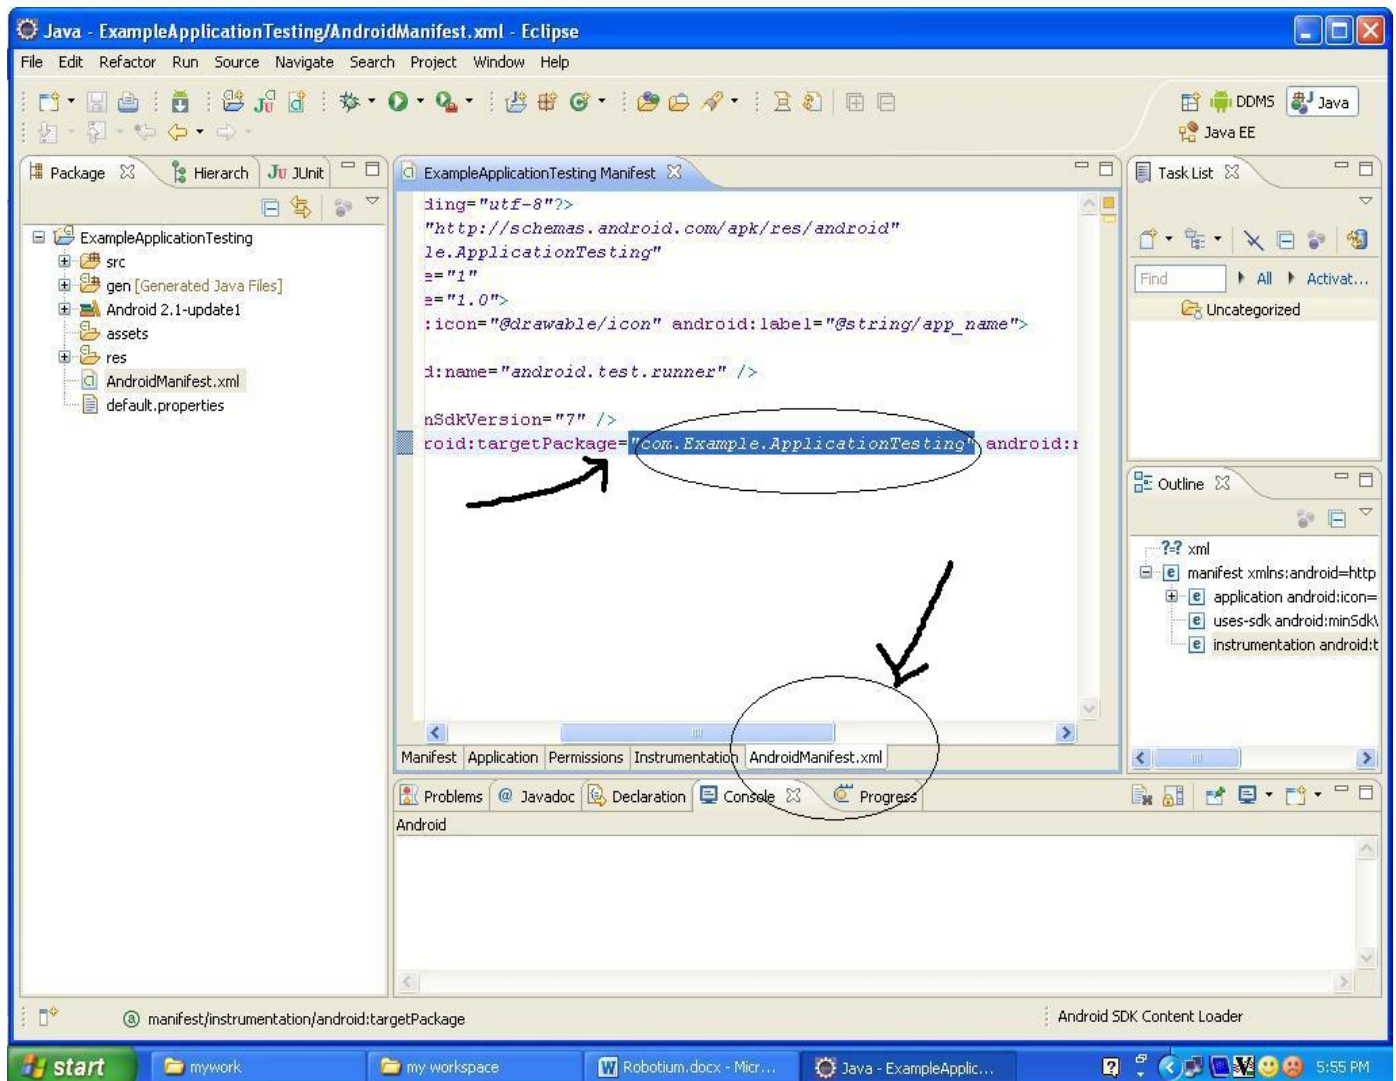 Java - ExampleApplicationTesting/AndroidManifest.xml - Eclipse
File Edit Refactor Run Source Navigate Search Project Window Help
DDMS Java
Java EE
Package Hierarch JUnit
ExampleApplicationTesting
src
gen [Generated Java Files]
Android 2.1-update1
assets
res
AndroidManifest.xml
default.properties
ExampleApplicationTesting Manifest
ding="utf-8"?>
"http://schemas.android.com/apk/res/android"
le.ApplicationTesting"
e="1"
e="1.0">
:icon="@drawable/icon" android:label="@string/app_name">
d:name="android.test.runner" />
nSdkVersion="7" />
roid:targetPackage="com.Example.ApplicationTesting" android:r
Manifest Application Permissions Instrumentation AndroidManifest.xml
Task List
Find All Activat...
Uncategorized
Outline
?=? xml
manifest xmlns:android=http
application android:icon=
uses-sdk android:minSdk\
instrumentation android:t
Problems @ Javadoc Declaration Console Progress
Android
manifest/instrumentation/android:targetPackage
Android SDK Content Loader
start mywork my workspace Robotium.docx - Micr... Java - ExampleApplic... 5:55 PM